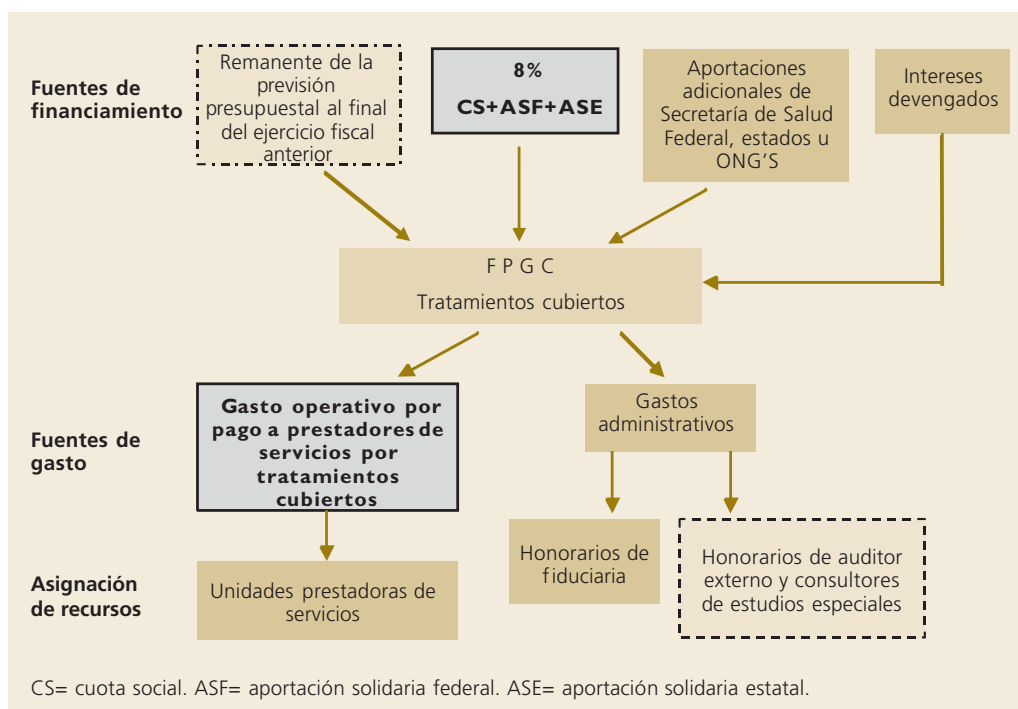 Fuentes de
financiamiento
Remanente de la
previsión
presupuestal al final
del ejercicio fiscal
anterior
8%
CS+ASF+ASE
Aportaciones
adicionales de
Secretaría de Salud
Federal, estados u
ONG'S
Intereses
devengados
F P G C
Tratamientos cubiertos
Fuentes de
gasto
Gasto operativo por
pago a prestadores de
servicios por
tratamientos
cubiertos
Gastos
administrativos
Asignación
de recursos
Unidades prestadoras de
servicios
Honorarios de
fiduciaria
Honorarios de auditor
externo y consultores
de estudios especiales
CS= cuota social. ASF= aportación solidaria federal. ASE= aportación solidaria estatal.